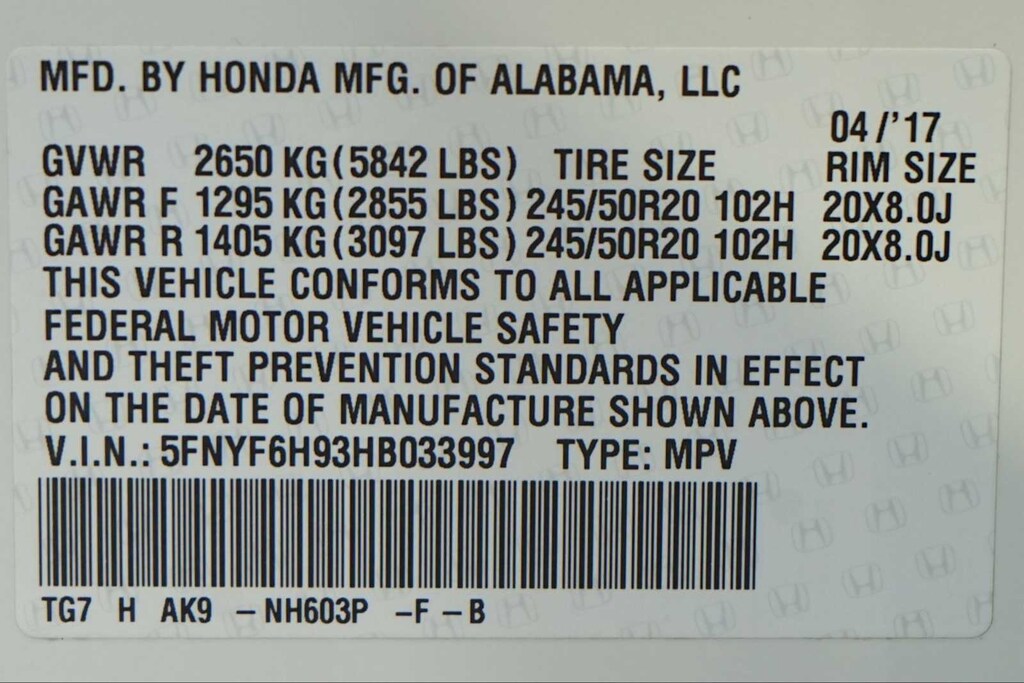 MFD. BY HONDA MFG. OF ALABAMA, LLC
04/'17
GVWR 2650 KG(5842 LBS) TIRE SIZE RIM SIZE
GAWR F 1295 KG(2855 LBS) 245/50R20 102H 20X8.0J
GAWR R 1405 KG(3097 LBS) 245/50R20 102H 20X8.0J
THIS VEHICLE CONFORMS TO ALL APPLICABLE
FEDERAL MOTOR VEHICLE SAFETY
AND THEFT PREVENTION STANDARDS IN EFFECT
ON THE DATE OF MANUFACTURE SHOWN ABOVE.
V.I.N.: 5FNYF6H93HB033997 TYPE: MPV
TG7 H AK9 – NH603P –F – B